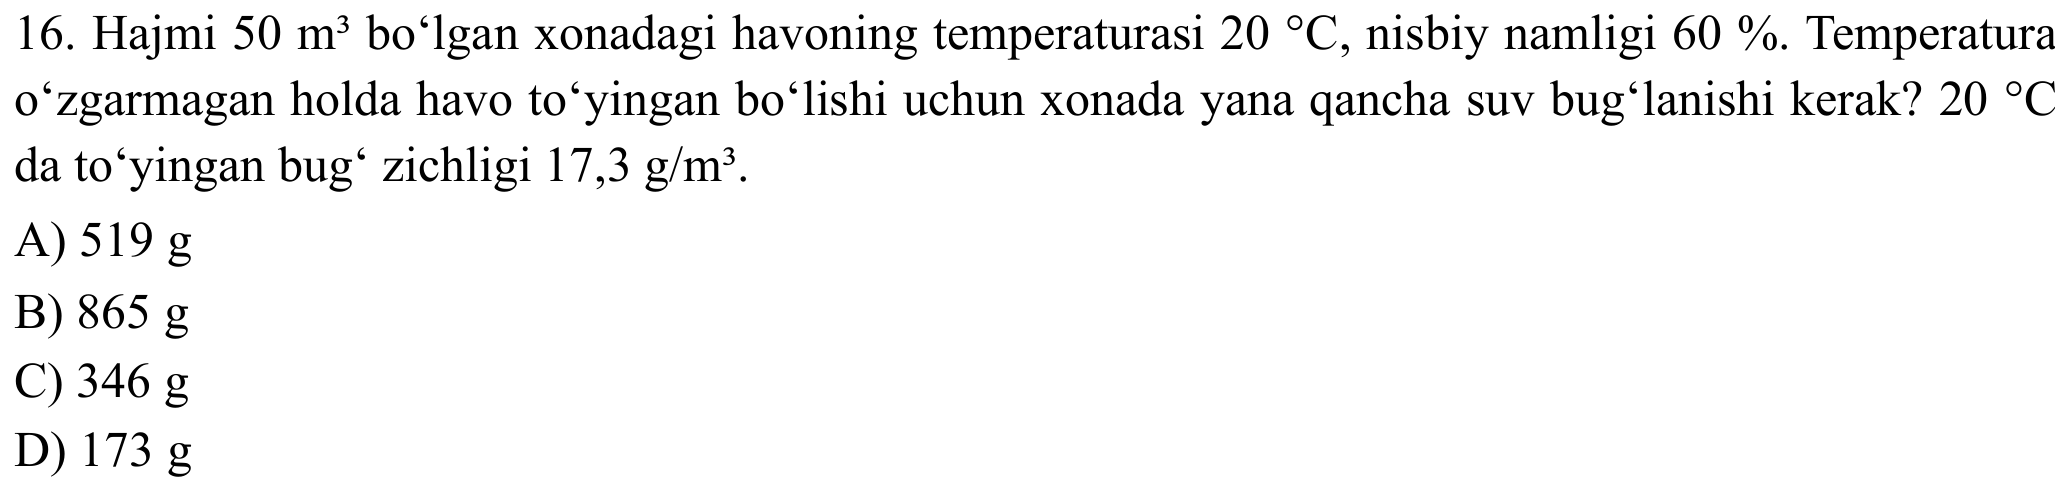 16. Hajmi 50 m³ bo‘lgan xonadagi havoning temperaturasi 20 °C, nisbiy namligi 60 %. Temperatura
o‘zgarmagan holda havo to‘yingan bo‘lishi uchun xonada yana qancha suv bug‘lanishi kerak? 20 °C
da to‘yingan bug‘ zichligi 17,3 g/m³.
A) 519 g
B) 865 g
C) 346 g
D) 173 g